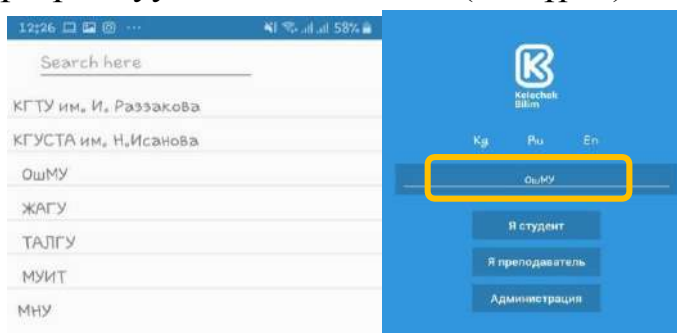 12:26 58%
Search here
КГТУ им. И. Раззакова
КГУСТА им. Н.Исанова
ОшМУ
ЖАГУ
ТАЛГУ
МУИТ
МНУ
Kelechek
Bilim
Kg Ru En
ОшМУ
Я студент
Я преподаватель
Администрация